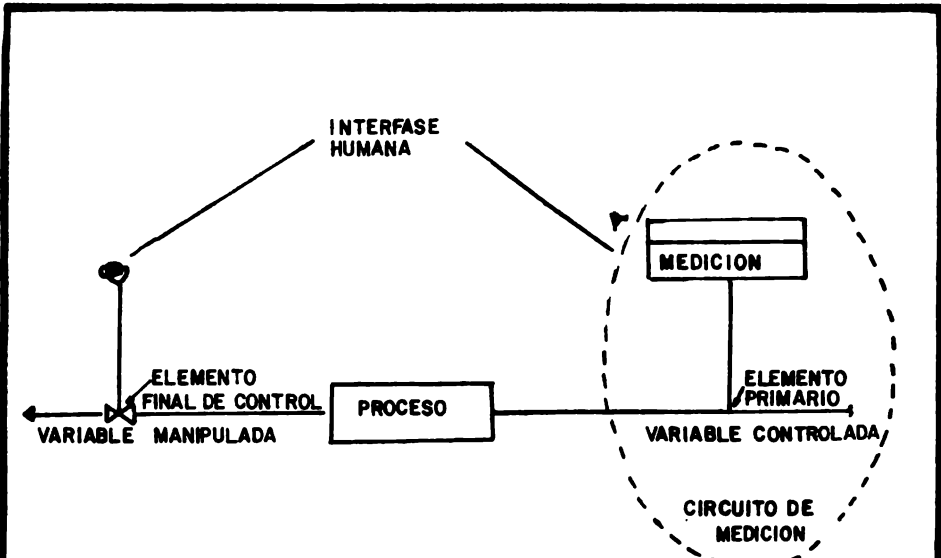 INTERFASE
HUMANA
MEDICION
ELEMENTO
FINAL DE CONTROL
PROCESO
ELEMENTO
PRIMARIO
VARIABLE MANIPULADA
VARIABLE CONTROLADA
CIRCUITO DE
MEDICION